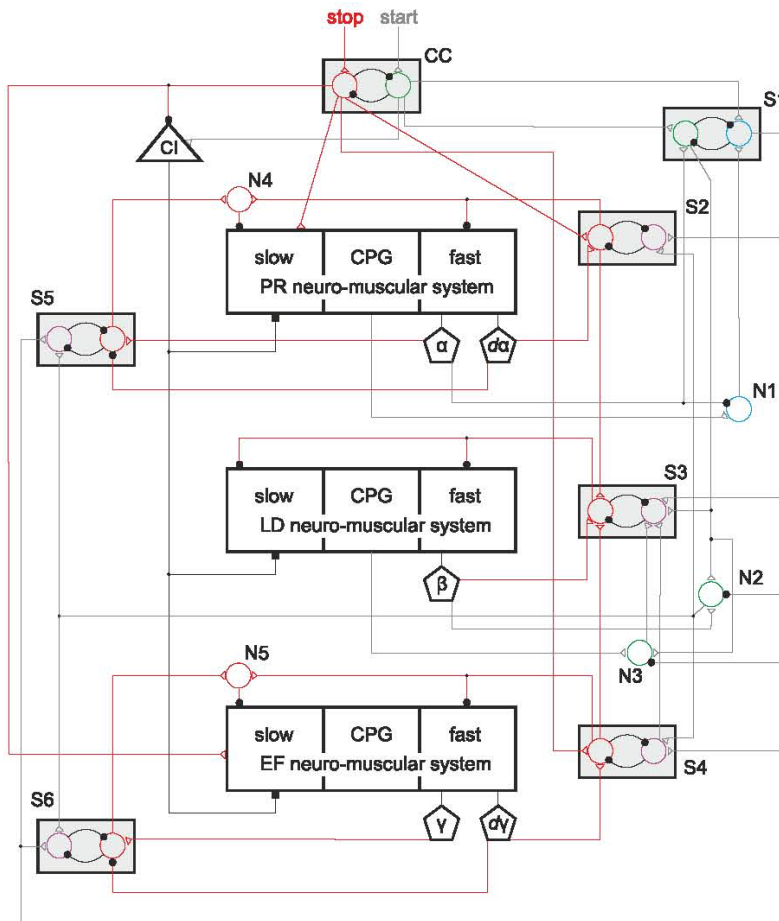 stop start
CC
S1
CI
N4
S2
slow CPG fast
PR neuro-muscular system
S5
α dα
N1
S3
slow CPG fast
LD neuro-muscular system
β
N2
N3
N5
slow CPG fast
EF neuro-muscular system
S4
S6
γ dγ